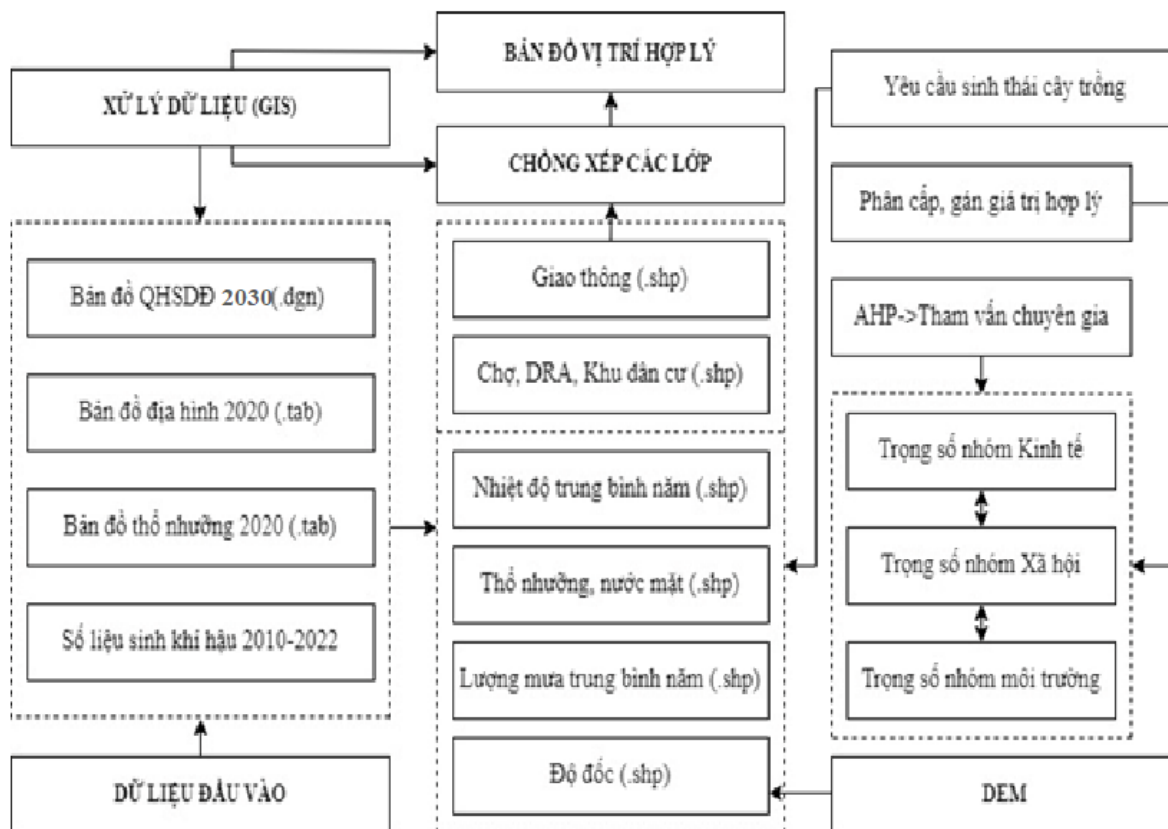 XỬ LÝ DỮ LIỆU (GIS)
Bản đồ QHSDĐ 2030(.dgn)
Bản đồ địa hình 2020 (.tab)
Bản đồ thổ nhưỡng 2020 (.tab)
Số liệu sinh khí hậu 2010-2022
DỮ LIỆU ĐẦU VÀO
BẢN ĐỒ VỊ TRÍ HỢP LÝ
CHỒNG XẾP CÁC LỚP
Giao thông (.shp)
Chợ, DRA, Khu dân cư (.shp)
Nhiệt độ trung bình năm (.shp)
Thổ nhưỡng, nước mặt (.shp)
Lượng mưa trung bình năm (.shp)
Độ dốc (.shp)
Yêu cầu sinh thái cây trồng
Phân cấp, gán giá trị hợp lý
AHP->Tham vấn chuyên gia
Trọng số nhóm Kinh tế
Trọng số nhóm Xã hội
Trọng số nhóm môi trường
DEM